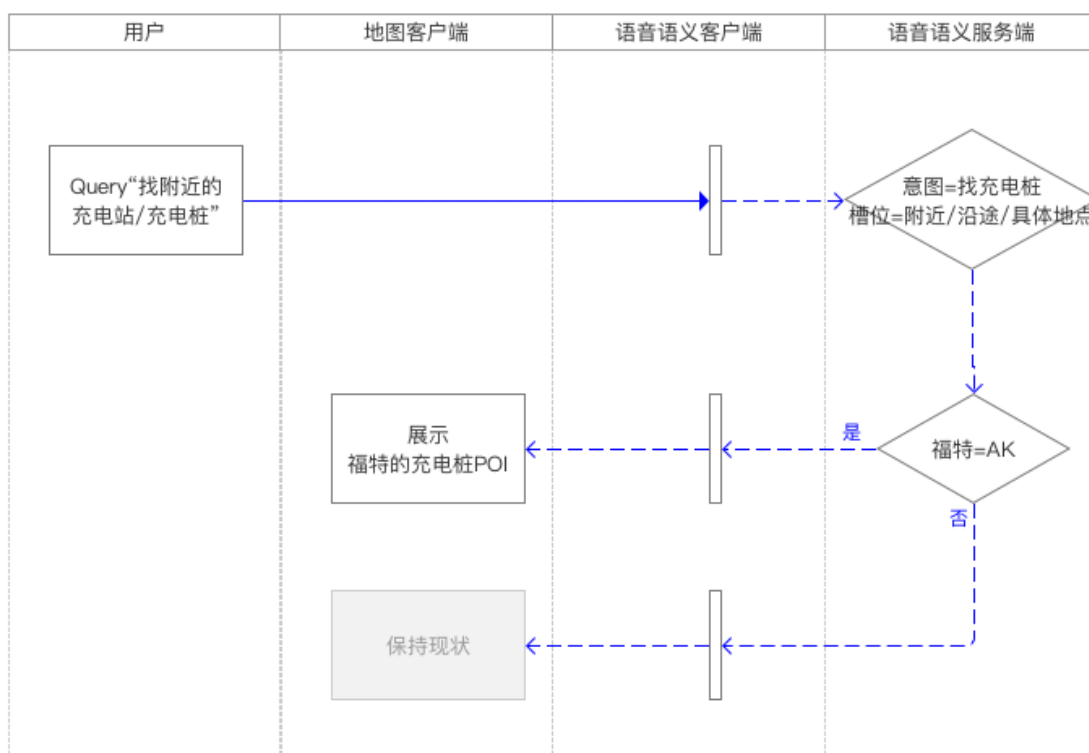 用户
地图客户端
语音语义客户端
语音语义服务端
Query“找附近的
充电站/充电桩”
意图=找充电桩
槽位=附近/沿途/具体地点
展示
福特的充电桩POI
是
福特=AK
否
保持现状